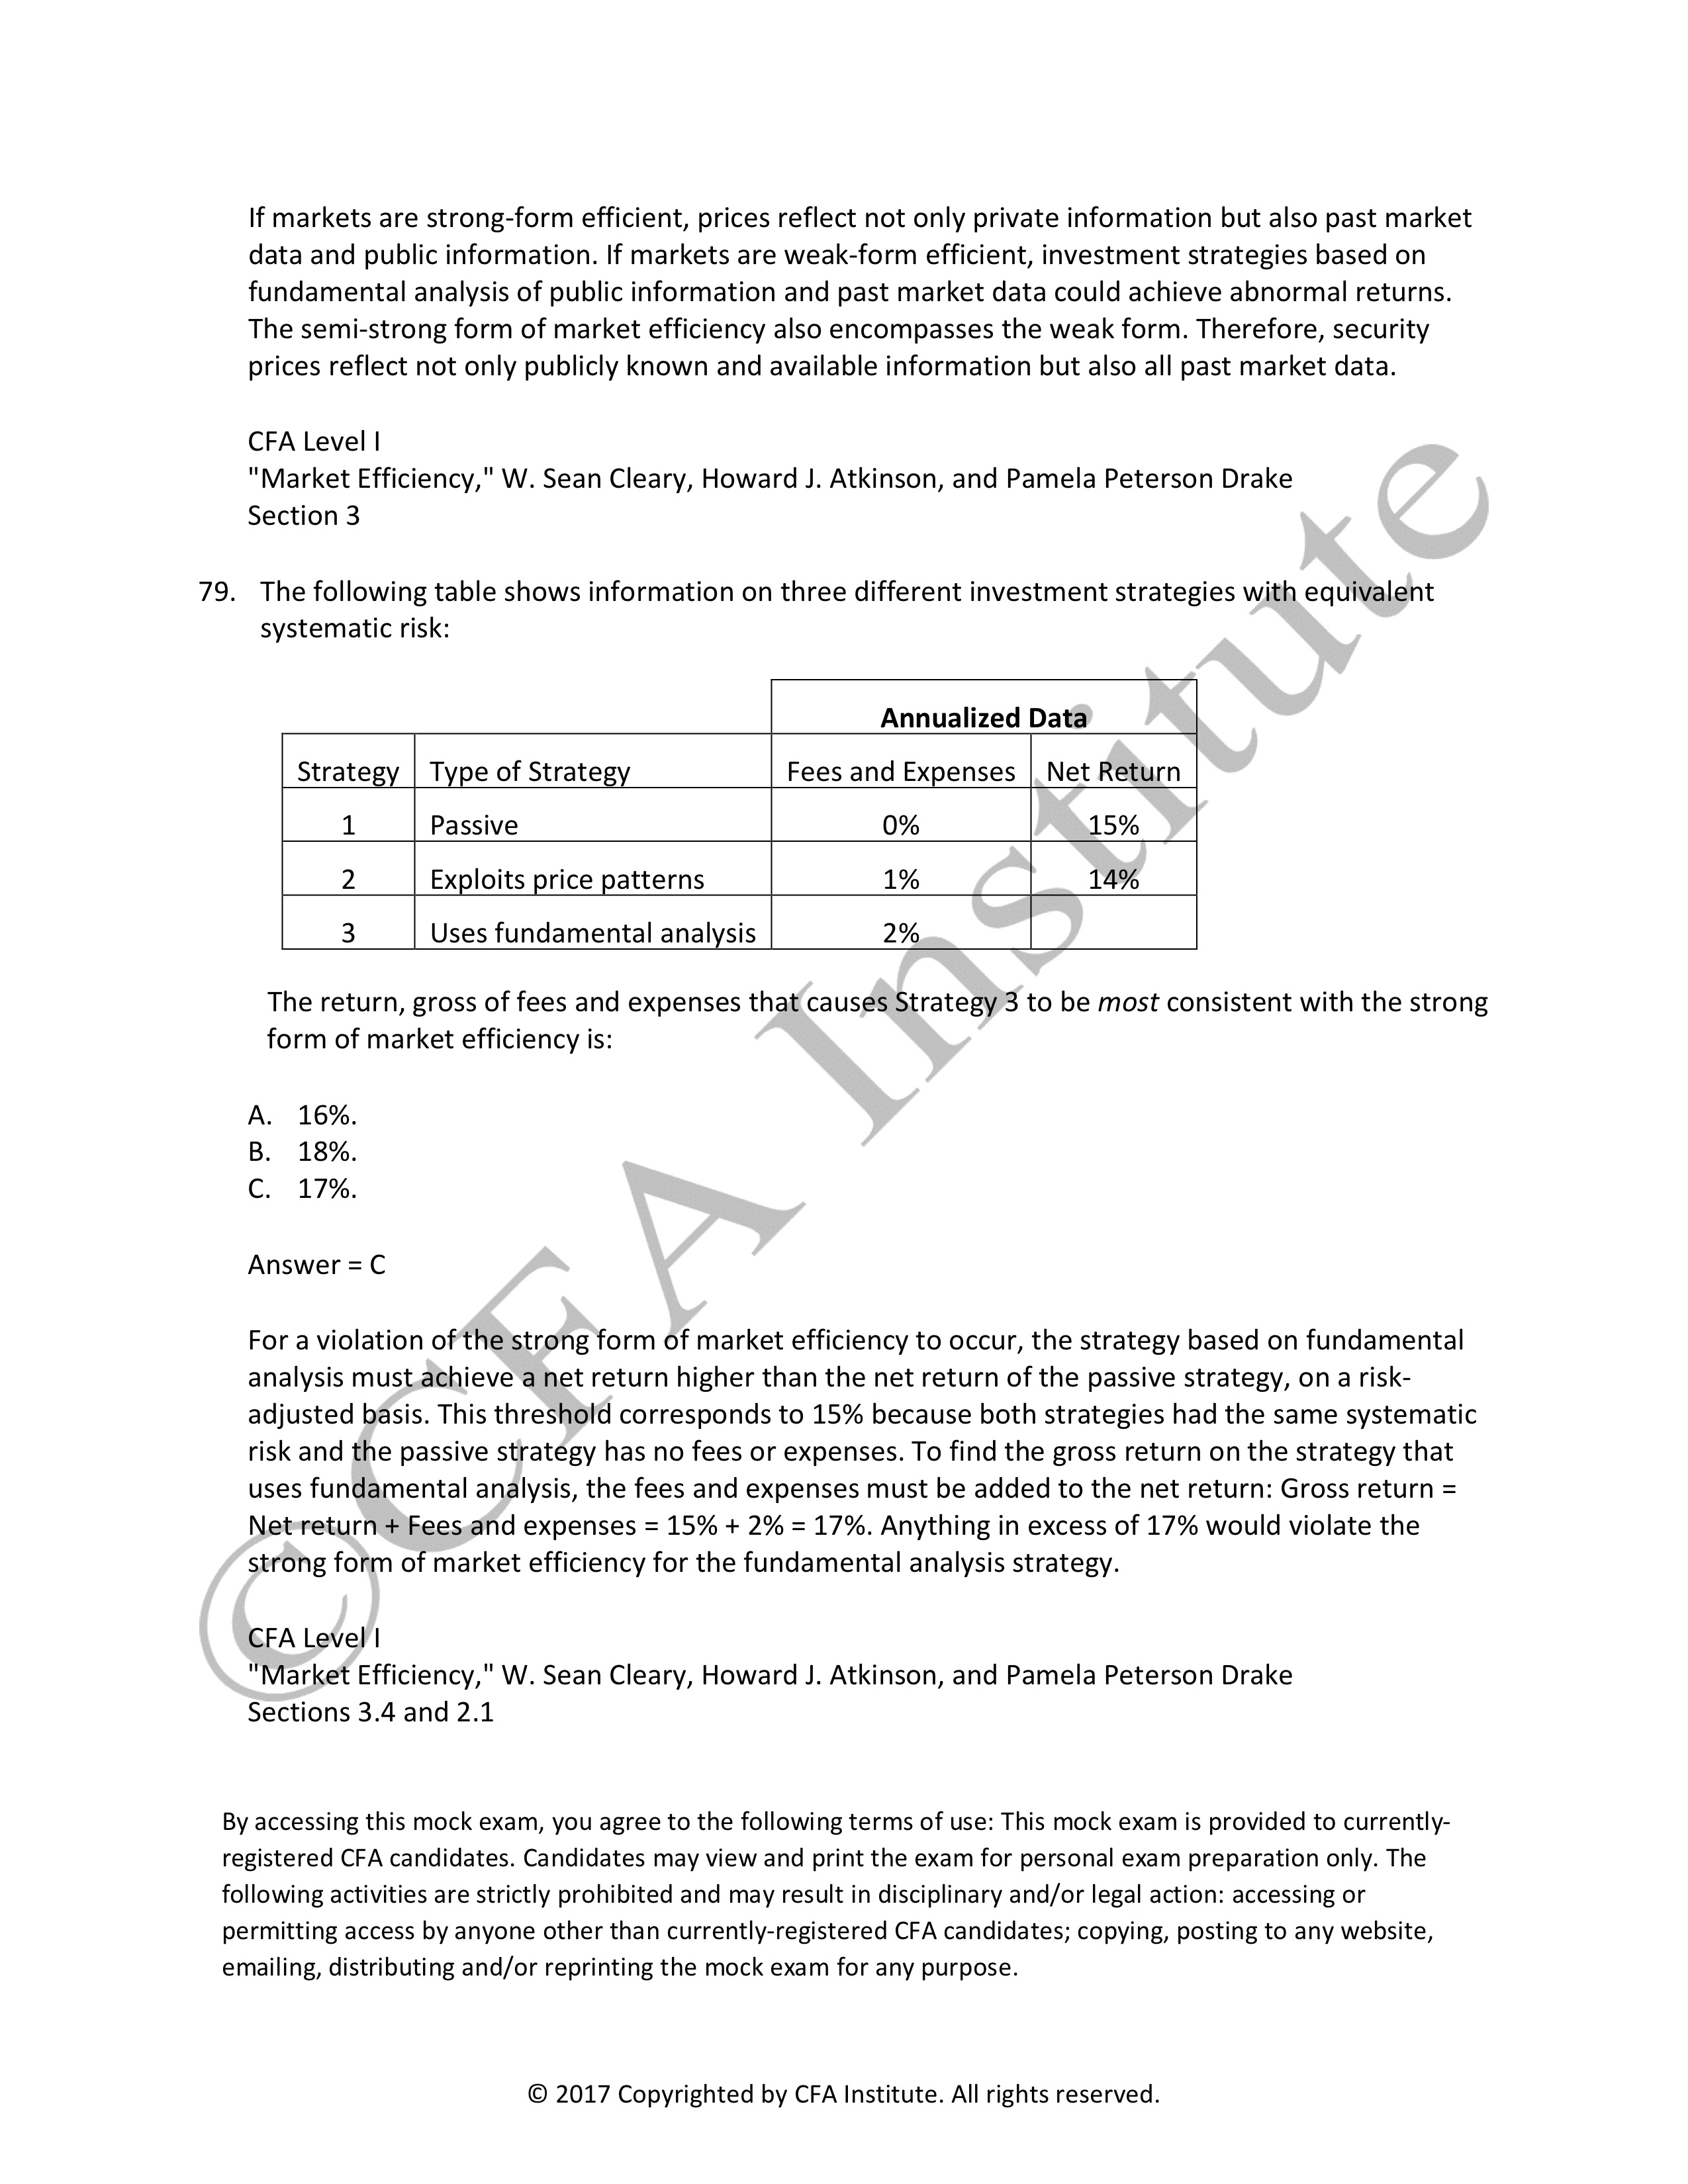 If markets are strong-form efficient, prices reflect not only private information but also past market
data and public information. If markets are weak-form efficient, investment strategies based on
fundamental analysis of public information and past market data could achieve abnormal returns.
The semi-strong form of market efficiency also encompasses the weak form. Therefore, security
prices reflect not only publicly known and available information but also all past market data.
CFA Level I
"Market Efficiency," W. Sean Cleary, Howard J. Atkinson, and Pamela Peterson Drake
Section 3
79. The following table shows information on three different investment strategies with equivalent
systematic risk:
Annualized Data
Strategy Type of Strategy Fees and Expenses Net Return
1 Passive 0% 15%
2 Exploits price patterns 1% 14%
3 Uses fundamental analysis 2%
The return, gross of fees and expenses that causes Strategy 3 to be most consistent with the strong
form of market efficiency is:
A. 16%.
B. 18%.
C. 17%.
Answer = C
For a violation of the strong form of market efficiency to occur, the strategy based on fundamental
analysis must achieve a net return higher than the net return of the passive strategy, on a risk-
adjusted basis. This threshold corresponds to 15% because both strategies had the same systematic
risk and the passive strategy has no fees or expenses. To find the gross return on the strategy that
uses fundamental analysis, the fees and expenses must be added to the net return: Gross return =
Net return + Fees and expenses = 15% + 2% = 17%. Anything in excess of 17% would violate the
strong form of market efficiency for the fundamental analysis strategy.
CFA Level I
"Market Efficiency," W. Sean Cleary, Howard J. Atkinson, and Pamela Peterson Drake
Sections 3.4 and 2.1
By accessing this mock exam, you agree to the following terms of use: This mock exam is provided to currently-
registered CFA candidates. Candidates may view and print the exam for personal exam preparation only. The
following activities are strictly prohibited and may result in disciplinary and/or legal action: accessing or
permitting access by anyone other than currently-registered CFA candidates; copying, posting to any website,
emailing, distributing and/or reprinting the mock exam for any purpose.
© 2017 Copyrighted by CFA Institute. All rights reserved.
© CFA Institute